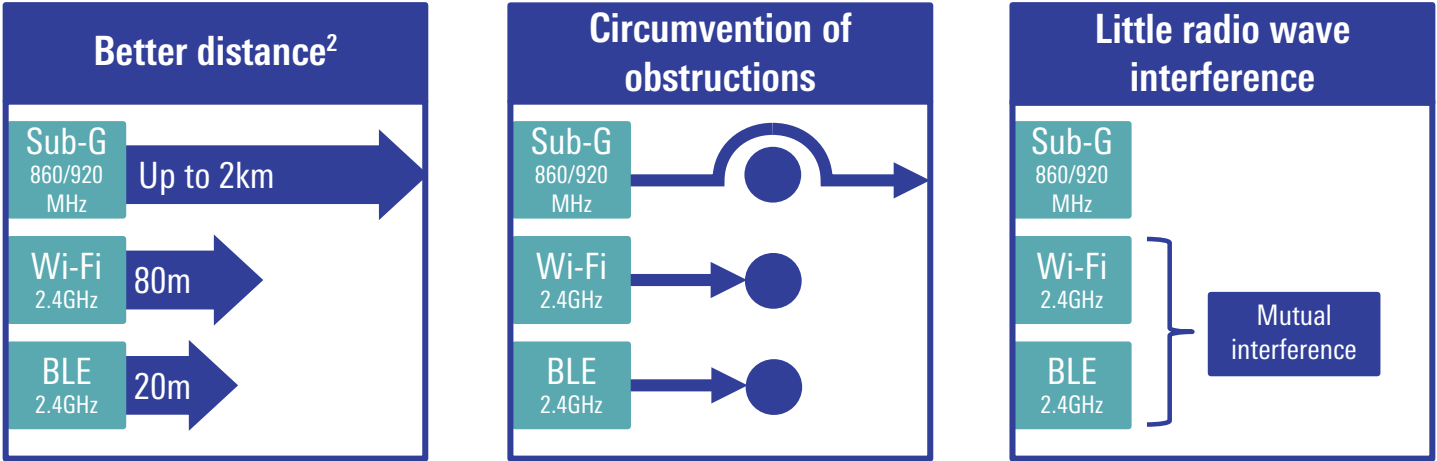 Better distance²
Sub-G
860/920
MHz
Up to 2km
Wi-Fi
2.4GHz
80m
BLE
2.4GHz
20m
Circumvention of
obstructions
Sub-G
860/920
MHz
Wi-Fi
2.4GHz
BLE
2.4GHz
Little radio wave
interference
Sub-G
860/920
MHz
Wi-Fi
2.4GHz
BLE
2.4GHz
Mutual
interference